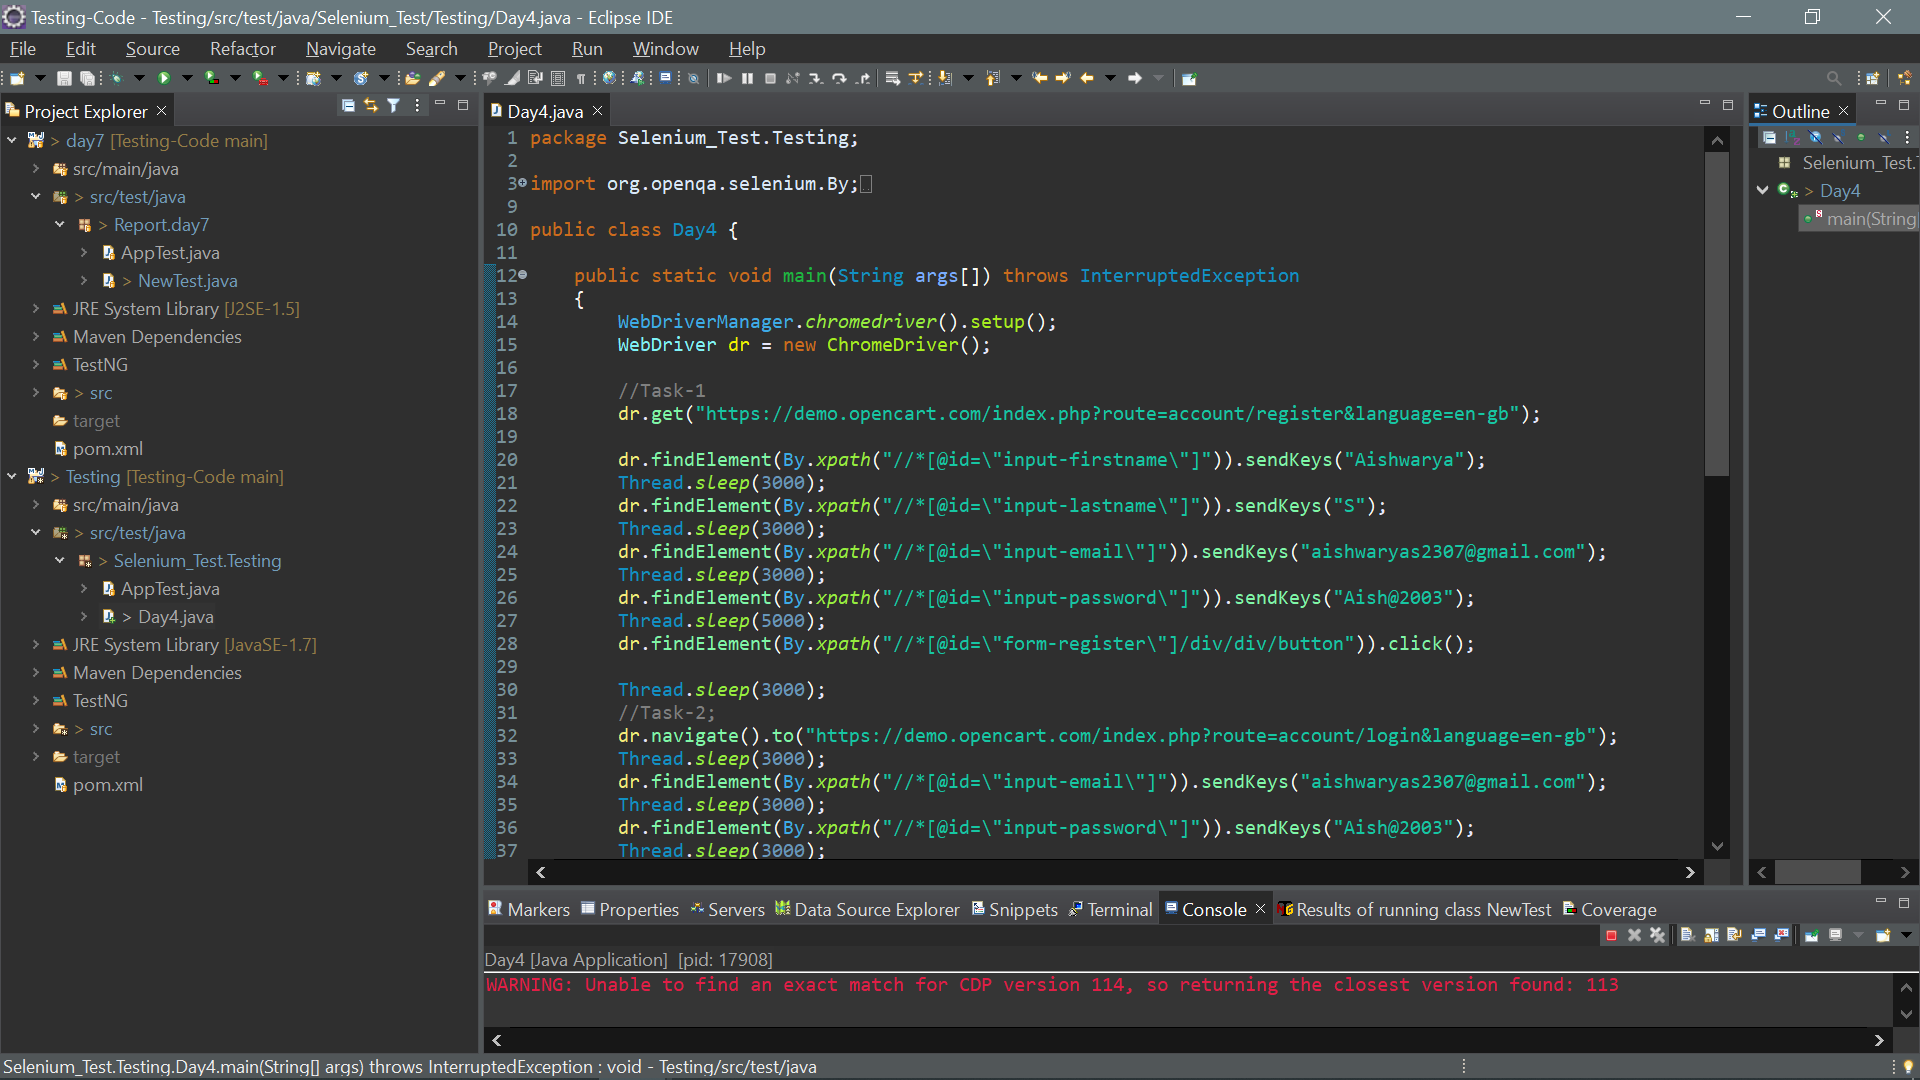 Testing-Code - Testing/src/test/java/Selenium_Test/Testing/Day4.java - Eclipse IDE
File Edit Source Refactor Navigate Search Project Run Window Help
Project Explorer
> day7 [Testing-Code main]
src/main/java
> src/test/java
> Report.day7
AppTest.java
> NewTest.java
JRE System Library [J2SE-1.5]
Maven Dependencies
TestNG
> src
target
pom.xml
> Testing [Testing-Code main]
src/main/java
> src/test/java
> Selenium_Test.Testing
AppTest.java
> Day4.java
JRE System Library [JavaSE-1.7]
Maven Dependencies
TestNG
> src
target
pom.xml
Day4.java
1 package Selenium_Test.Testing;
2
3 import org.openqa.selenium.By;
9
10 public class Day4 {
11
12 public static void main(String args[]) throws InterruptedException
13 {
14 WebDriverManager.chromedriver().setup();
15 WebDriver dr = new ChromeDriver();
16
17 //Task-1
18 dr.get("https://demo.opencart.com/index.php?route=account/register&language=en-gb");
19
20 dr.findElement(By.xpath("//*[@id=\"input-firstname\"]")).sendKeys("Aishwarya");
21 Thread.sleep(3000);
22 dr.findElement(By.xpath("//*[@id=\"input-lastname\"]")).sendKeys("S");
23 Thread.sleep(3000);
24 dr.findElement(By.xpath("//*[@id=\"input-email\"]")).sendKeys("aishwaryas2307@gmail.com");
25 Thread.sleep(3000);
26 dr.findElement(By.xpath("//*[@id=\"input-password\"]")).sendKeys("Aish@2003");
27 Thread.sleep(5000);
28 dr.findElement(By.xpath("//*[@id=\"form-register\"]/div/div/button")).click();
29
30 Thread.sleep(3000);
31 //Task-2;
32 dr.navigate().to("https://demo.opencart.com/index.php?route=account/login&language=en-gb");
33 Thread.sleep(3000);
34 dr.findElement(By.xpath("//*[@id=\"input-email\"]")).sendKeys("aishwaryas2307@gmail.com");
35 Thread.sleep(3000);
36 dr.findElement(By.xpath("//*[@id=\"input-password\"]")).sendKeys("Aish@2003");
37 Thread.sleep(3000);
Outline
Selenium_Test.
> Day4
main(String
Markers Properties Servers Data Source Explorer Snippets Terminal Console Results of running class NewTest Coverage
Day4 [Java Application] [pid: 17908]
WARNING: Unable to find an exact match for CDP version 114, so returning the closest version found: 113
Selenium_Test.Testing.Day4.main(String[] args) throws InterruptedException : void - Testing/src/test/java